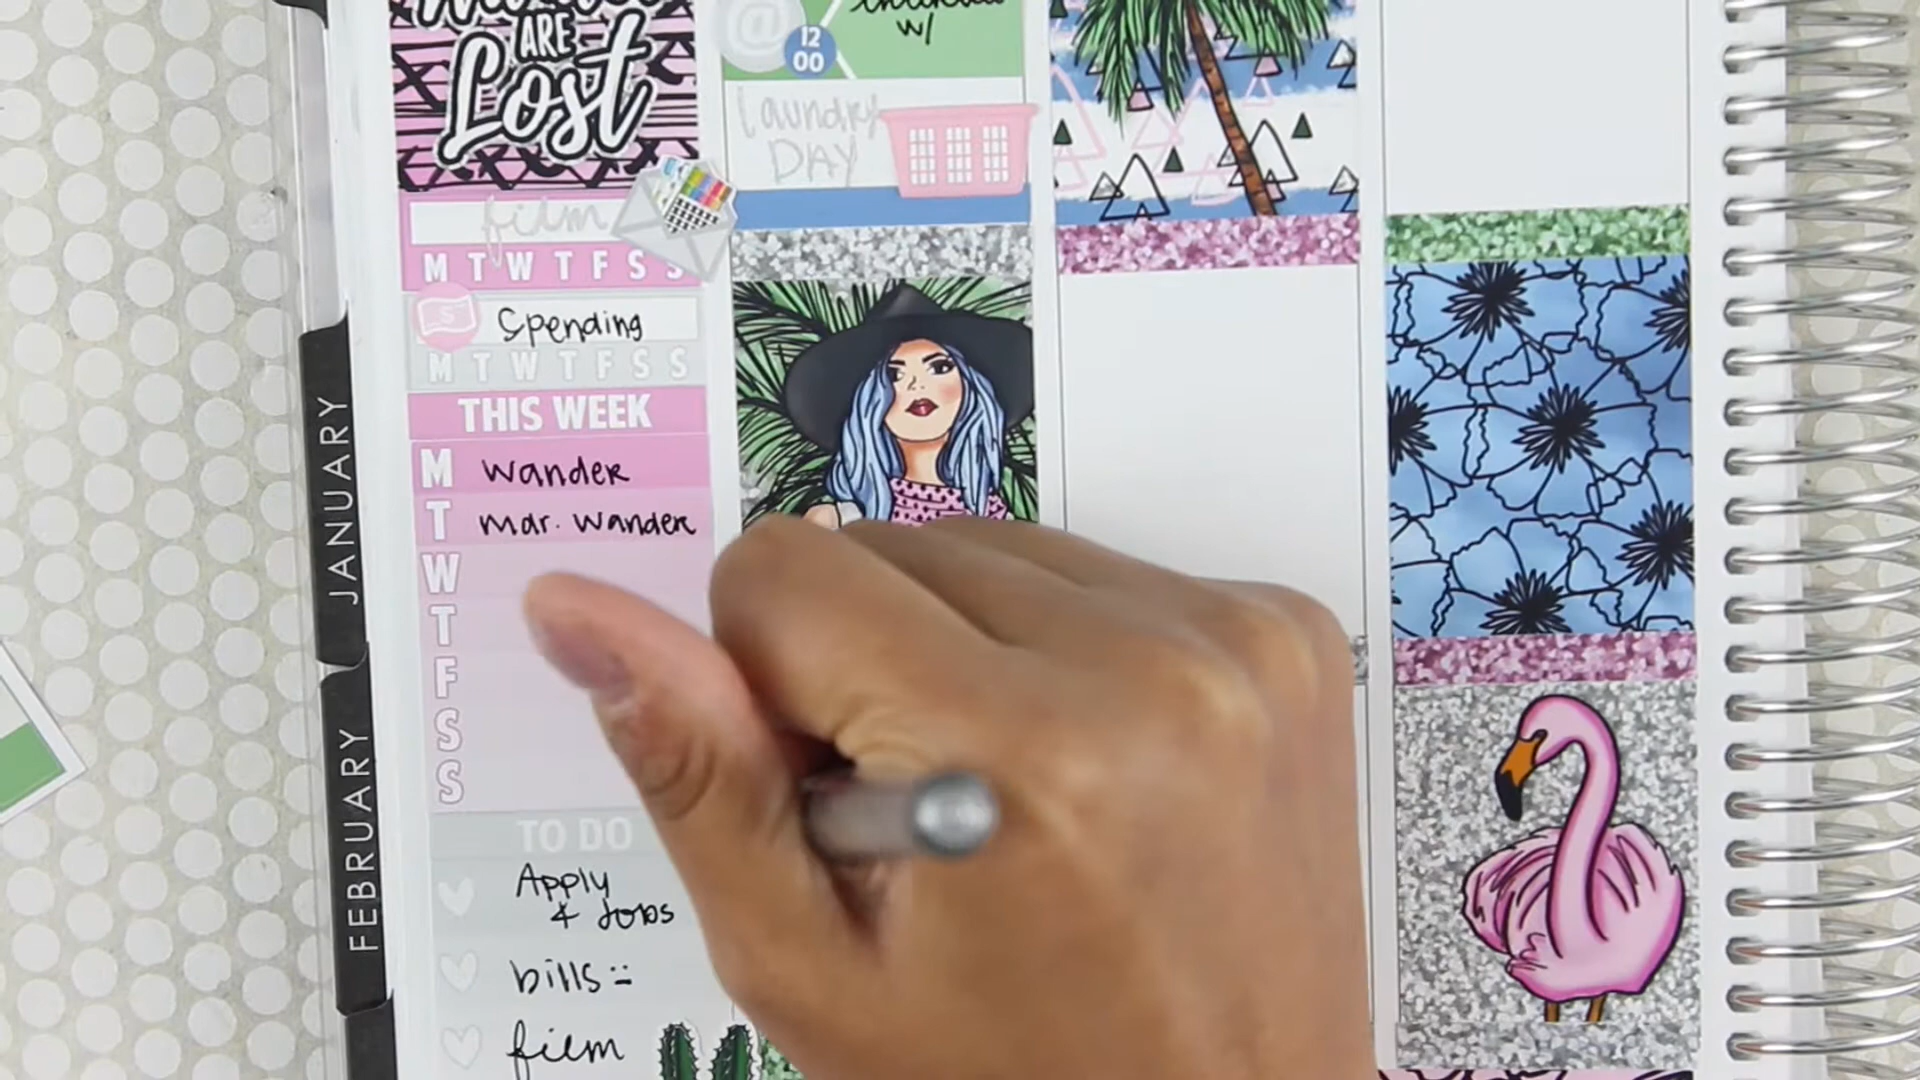 ARE
Lost
film
M T W T F S S
Spending
M T W T F S S
THIS WEEK
M wander
T Mar. Wander
W
T
F
S
S
TO DO
Apply
4 Jobs
bills :
film
@
12
00
w/
laundry
DAY
JANUARY
FEBRUARY